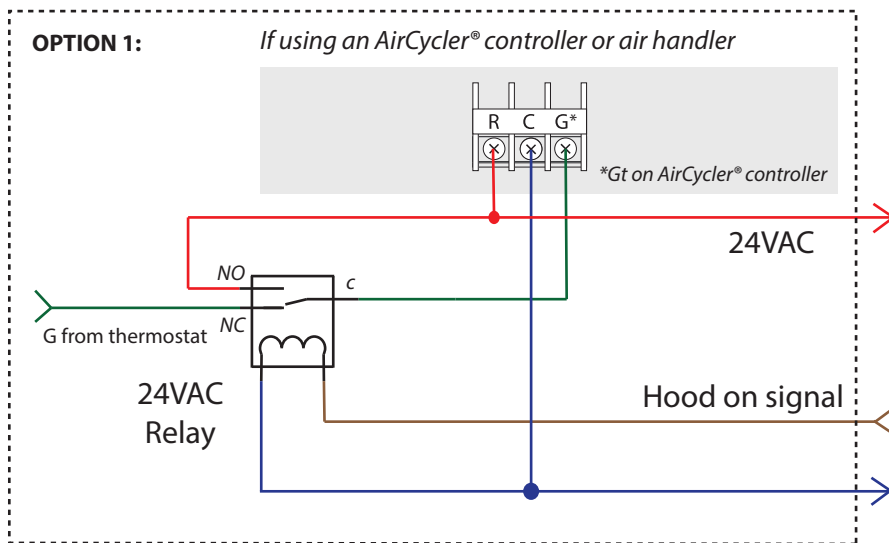 OPTION 1:
If using an AirCycler® controller or air handler
R C G*
*Gt on AirCycler® controller
24VAC
NO
c
NC
G from thermostat
24VAC
Relay
Hood on signal